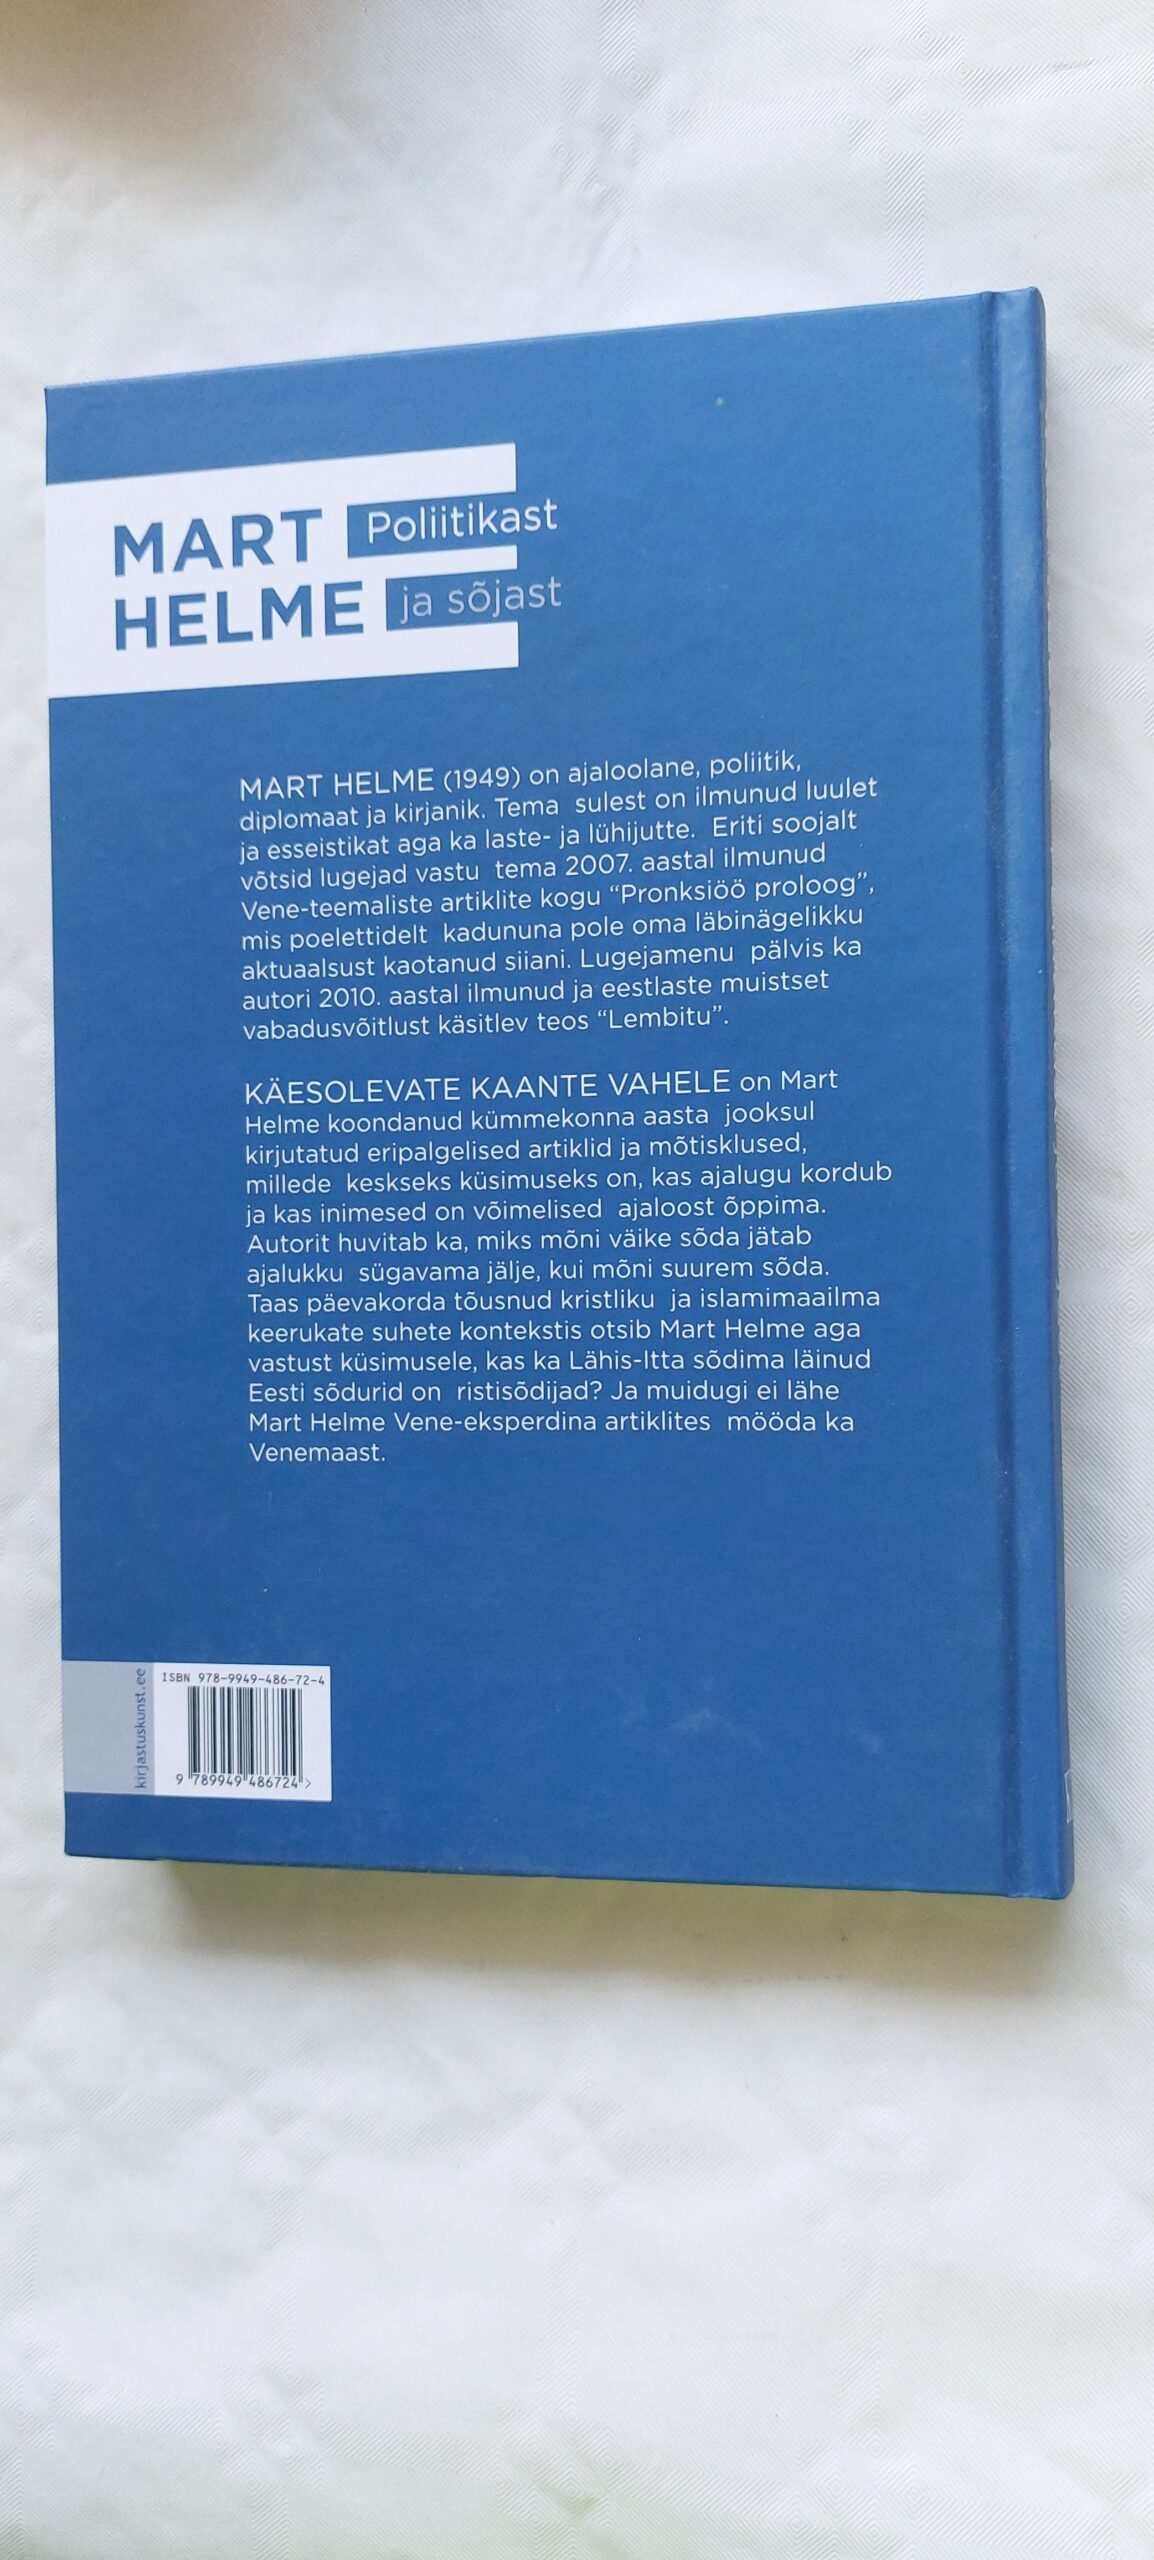 MART Poliitikast
HELME ja sõjast
MART HELME (1949) on ajaloolane, poliitik,
diplomaat ja kirjanik. Tema sulest on ilmunud luulet
ja esseistikat aga ka laste- ja lühijutte. Eriti soojalt
võtsid lugejad vastu tema 2007. aastal ilmunud
Vene-teemaliste artiklite kogu “Pronksiöö proloog”,
mis poelettidelt kadununa pole oma läbinägelikku
aktuaalsust kaotanud siiani. Lugejamenu pälvis ka
autori 2010. aastal ilmunud ja eestlaste muistset
vabadusvõitlust käsitlev teos “Lembitu”.
KÄESOLEVATE KAANTE VAHELE on Mart
Helme koondanud kümmekonna aasta jooksul
kirjutatud eripalgelised artiklid ja mõtisklused,
millede keskseks küsimuseks on, kas ajalugu kordub
ja kas inimesed on võimelised ajaloost õppima.
Autorit huvitab ka, miks mõni väike sõda jätab
ajalukku sügavama jälje, kui mõni suurem sõda.
Taas päevakorda tõusnud kristliku ja islamimaailma
keerukate suhete kontekstis otsib Mart Helme aga
vastust küsimusele, kas ka Lähis-Itta sõdima läinud
Eesti sõdurid on ristisõdijad? Ja muidugi ei lähe
Mart Helme Vene-eksperdina artiklites mööda ka
Venemaast.
kirjastuskunst.ee
ISBN 978-9949-486-72-4
9 789949 486724 >